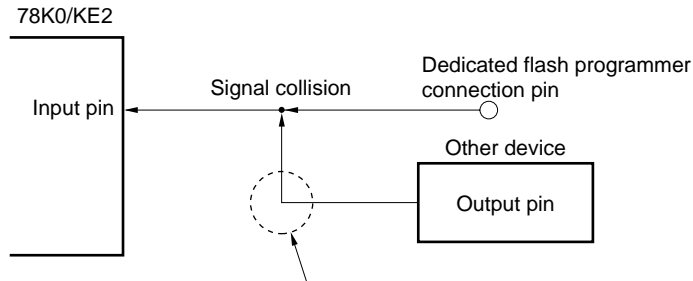 78K0/KE2
Dedicated flash programmer
connection pin
Signal collision
Input pin
Other device
Output pin